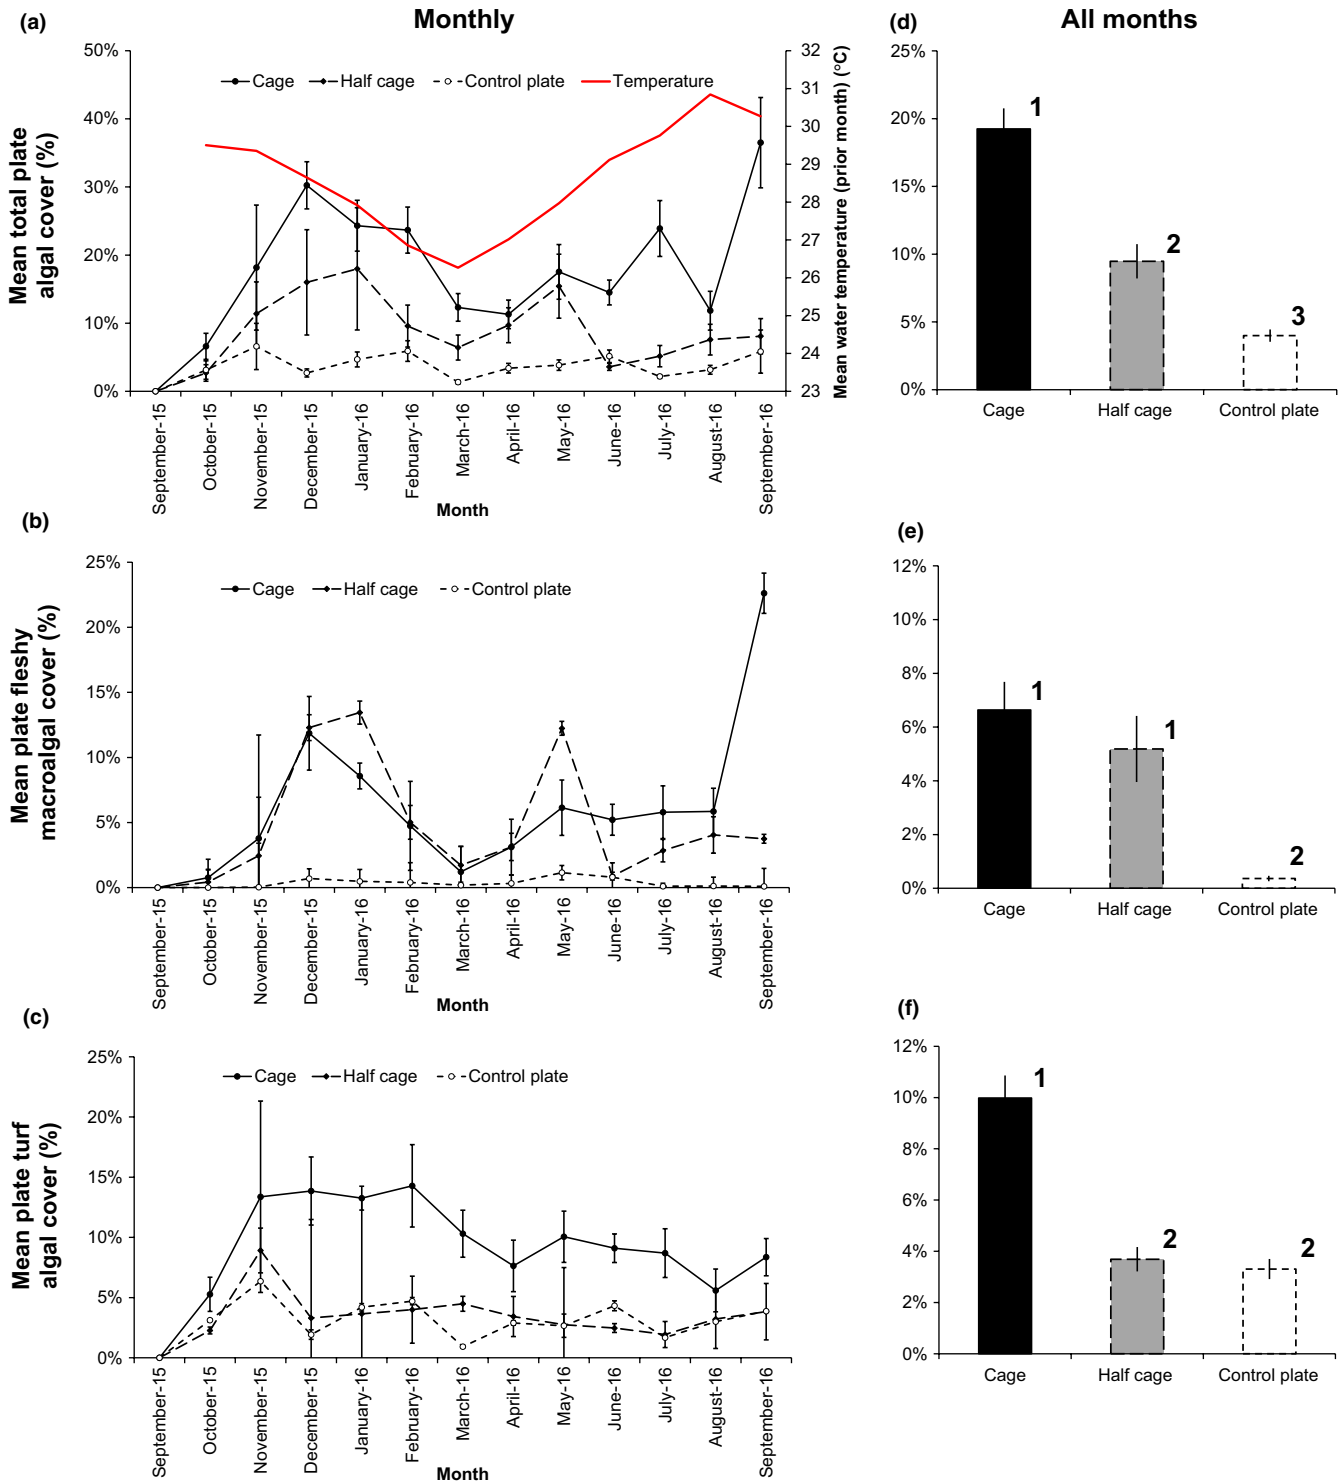 Monthly
All months
(a)
Mean total plate
algal cover (%)
50%
40%
30%
20%
10%
0%
Cage
Half cage
Control plate
Temperature
32
31
30
29
28
27
26
25
24
23
Mean water temperature (prior month) (°C)
September-15
October-15
November-15
December-15
January-16
February-16
March-16
April-16
May-16
June-16
July-16
August-16
September-16
Month
(d)
25%
20%
15%
10%
5%
0%
1
2
3
Cage
Half cage
Control plate
(b)
Mean plate fleshy
macroalgal cover (%)
25%
20%
15%
10%
5%
0%
Cage
Half cage
Control plate
September-15
October-15
November-15
December-15
January-16
February-16
March-16
April-16
May-16
June-16
July-16
August-16
September-16
Month
(e)
12%
10%
8%
6%
4%
2%
0%
1
1
2
Cage
Half cage
Control plate
(c)
Mean plate turf
algal cover (%)
25%
20%
15%
10%
5%
0%
Cage
Half cage
Control plate
September-15
October-15
November-15
December-15
January-16
February-16
March-16
April-16
May-16
June-16
July-16
August-16
September-16
Month
(f)
12%
10%
8%
6%
4%
2%
0%
1
2
2
Cage
Half cage
Control plate